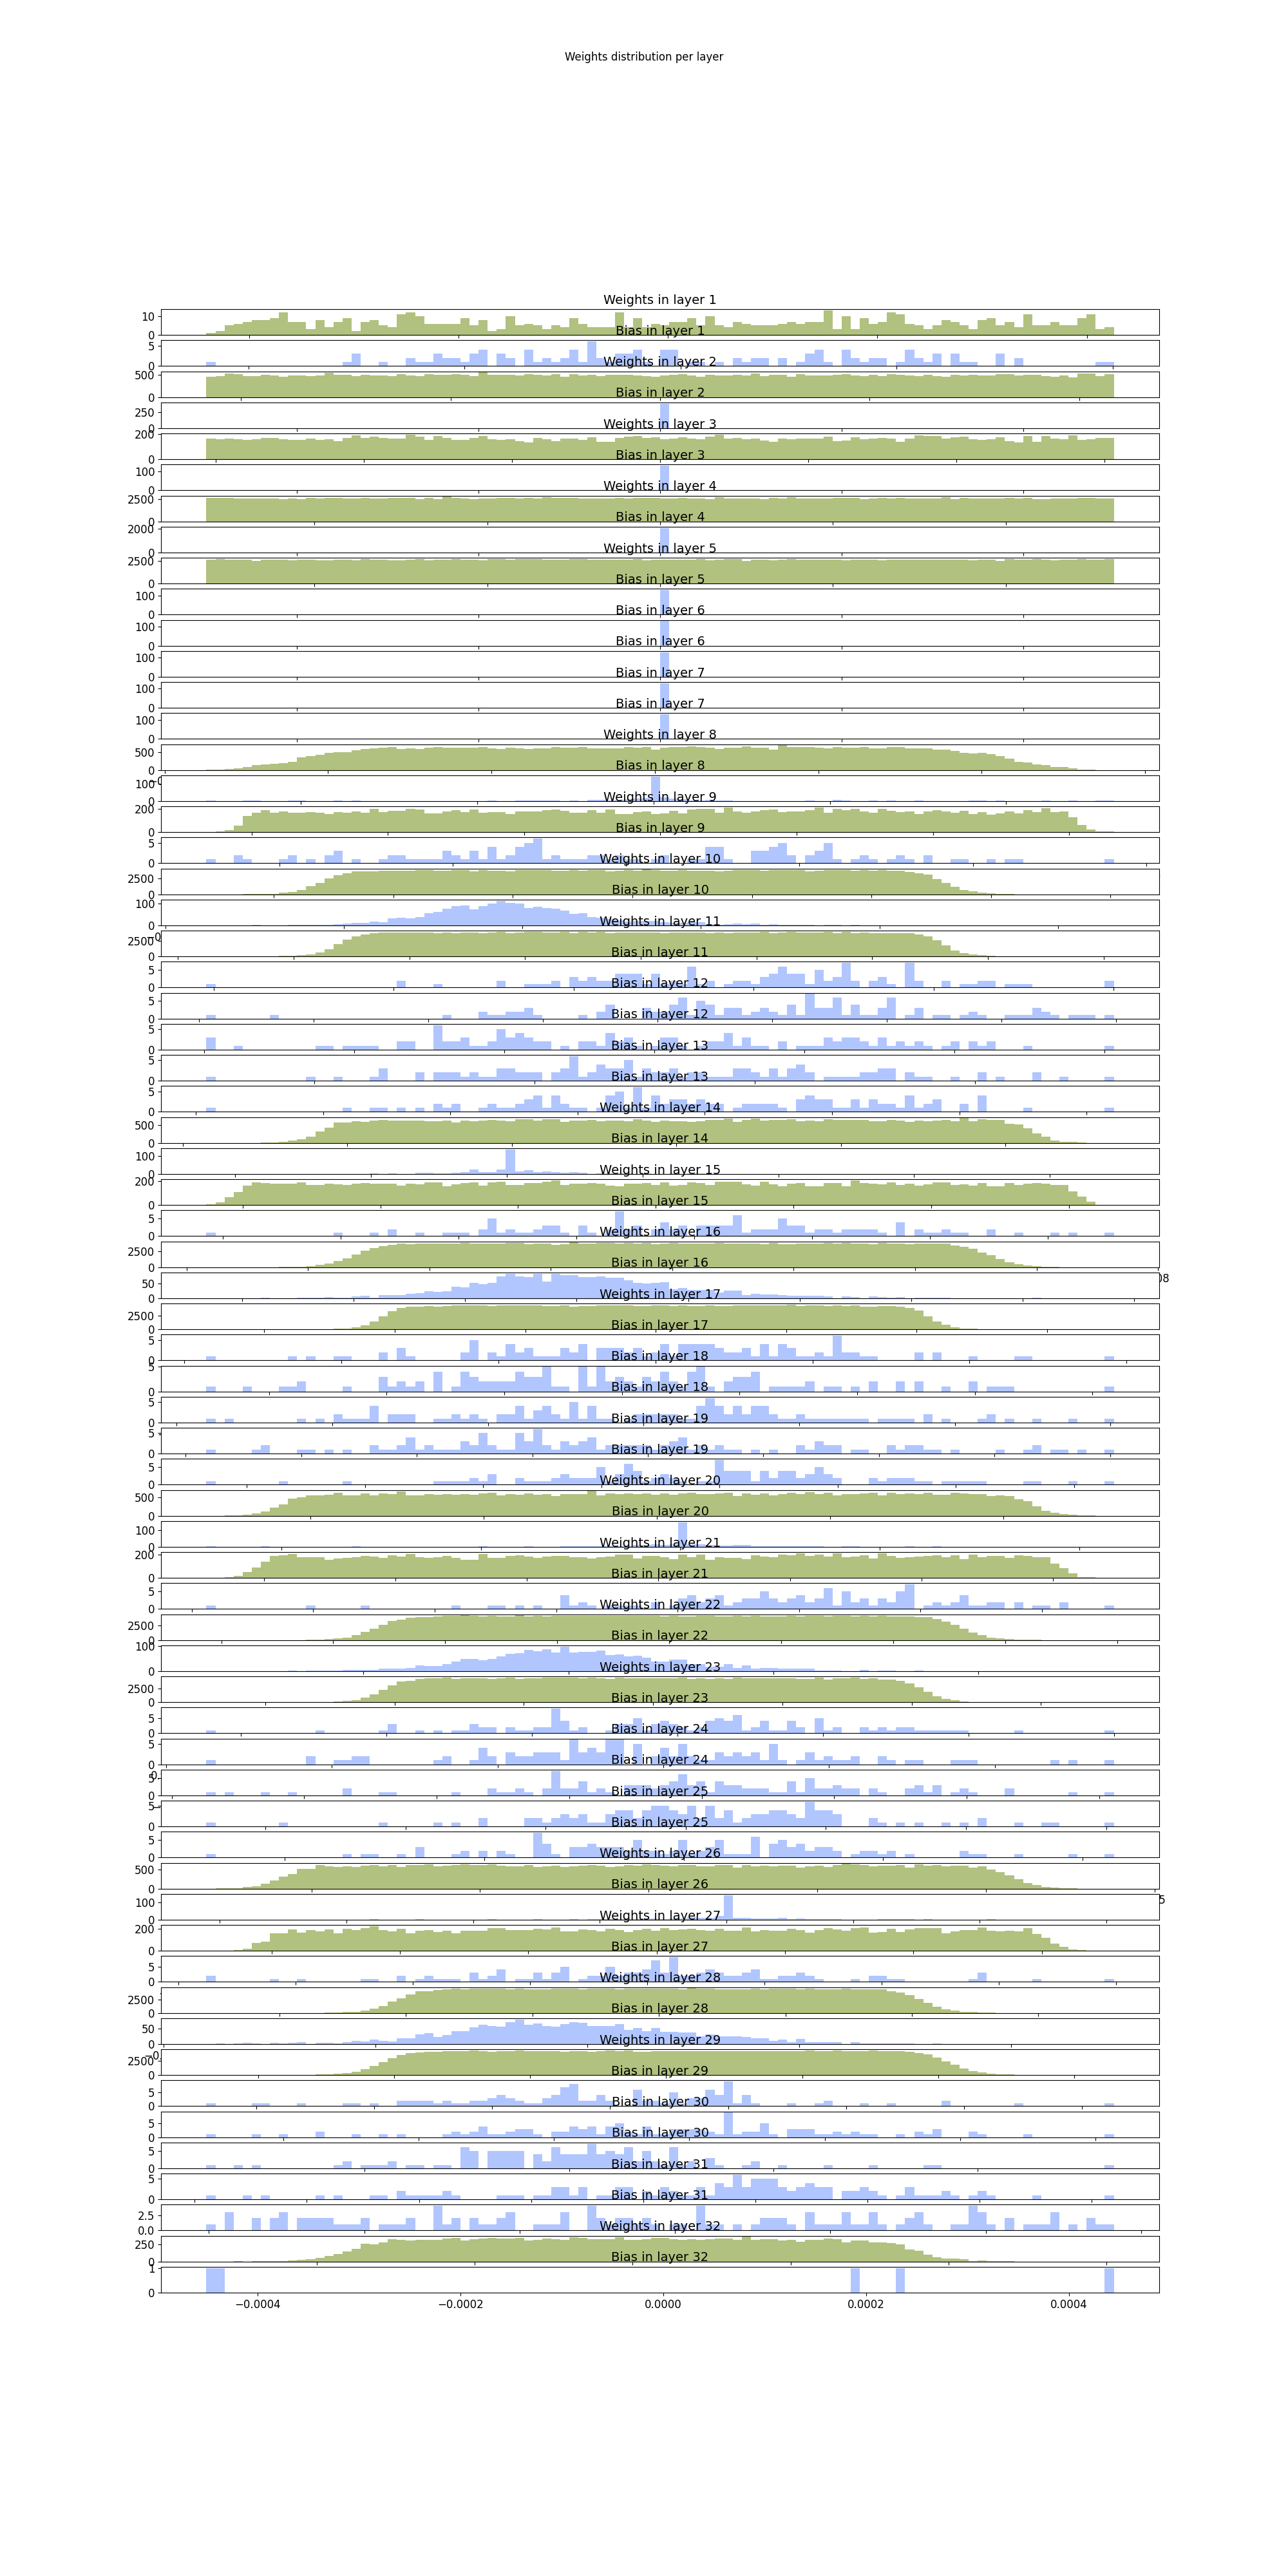 Weights distribution per layer
Weights in layer 1
10
0
Bias in layer 1
5
0
Weights in layer 2
500
0
Bias in layer 2
250
0
Weights in layer 3
200
0
Bias in layer 3
100
0
Weights in layer 4
2500
0
Bias in layer 4
2000
0
Weights in layer 5
2500
0
Bias in layer 5
100
0
Bias in layer 6
100
0
Bias in layer 6
100
0
Bias in layer 7
100
0
Bias in layer 7
100
0
Weights in layer 8
500
0
Bias in layer 8
100
0
Weights in layer 9
200
0
Bias in layer 9
5
0
Weights in layer 10
2500
0
Bias in layer 10
100
0
Weights in layer 11
2500
0
Bias in layer 11
5
0
Bias in layer 12
5
0
Bias in layer 12
5
0
Bias in layer 13
5
0
Bias in layer 13
5
0
Weights in layer 14
500
0
Bias in layer 14
100
0
Weights in layer 15
200
0
Bias in layer 15
5
0
Weights in layer 16
2500
0
Bias in layer 16
50
0
Weights in layer 17
2500
0
Bias in layer 17
5
0
Bias in layer 18
5
0
Bias in layer 18
5
0
Bias in layer 19
5
0
Bias in layer 19
5
0
Weights in layer 20
500
0
Bias in layer 20
100
0
Weights in layer 21
200
0
Bias in layer 21
5
0
Weights in layer 22
2500
0
Bias in layer 22
100
0
Weights in layer 23
2500
0
Bias in layer 23
5
0
Bias in layer 24
5
0
Bias in layer 24
5
0
Bias in layer 25
5
0
Bias in layer 25
5
0
Weights in layer 26
500
0
Bias in layer 26
100
0
Weights in layer 27
200
0
Bias in layer 27
5
0
Weights in layer 28
2500
0
Bias in layer 28
50
0
Weights in layer 29
2500
0
Bias in layer 29
5
0
Bias in layer 30
5
0
Bias in layer 30
5
0
Bias in layer 31
5
0
Bias in layer 31
2.5
0.0
Weights in layer 32
250
0
Bias in layer 32
1
0
−0.0004 −0.0002 0.0000 0.0002 0.0004